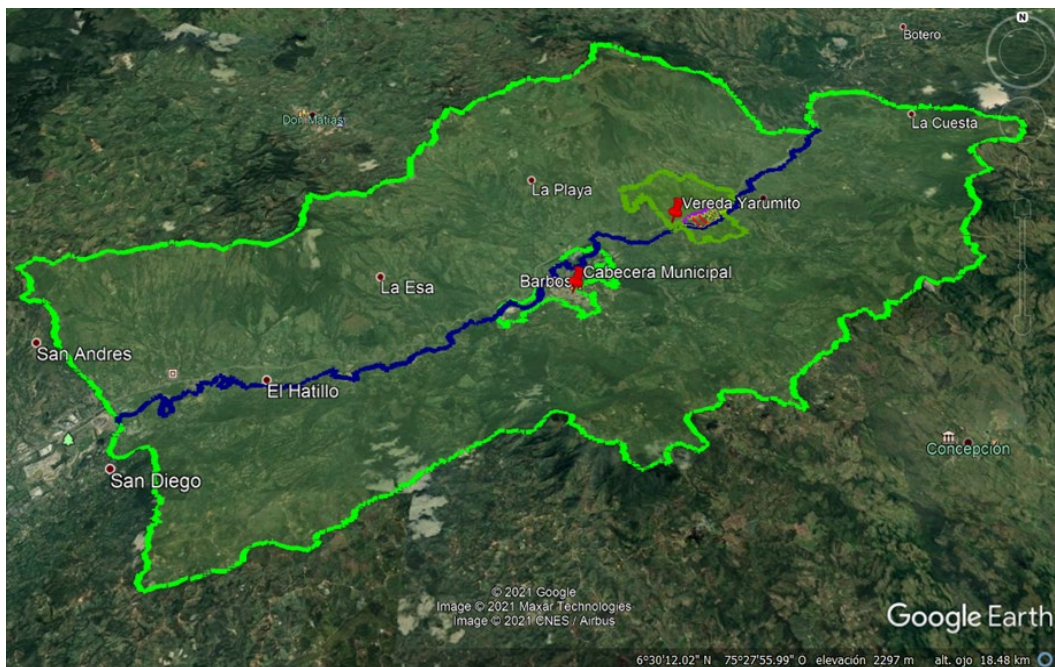 N
Botero
Don Matias
La Cuesta
La Playa
Vereda Yarumito
Barbos
Cabecera Municipal
La Esa
San Andres
El Hatillo
Concepción
San Diego
© 2021 Google
Image © 2021 Maxar Technologies
Image © 2021 CNES / Airbus
Google Earth
6°30'12.02" N 75°27'55.99" O elevación 2297 m alt. ojo 18.48 km